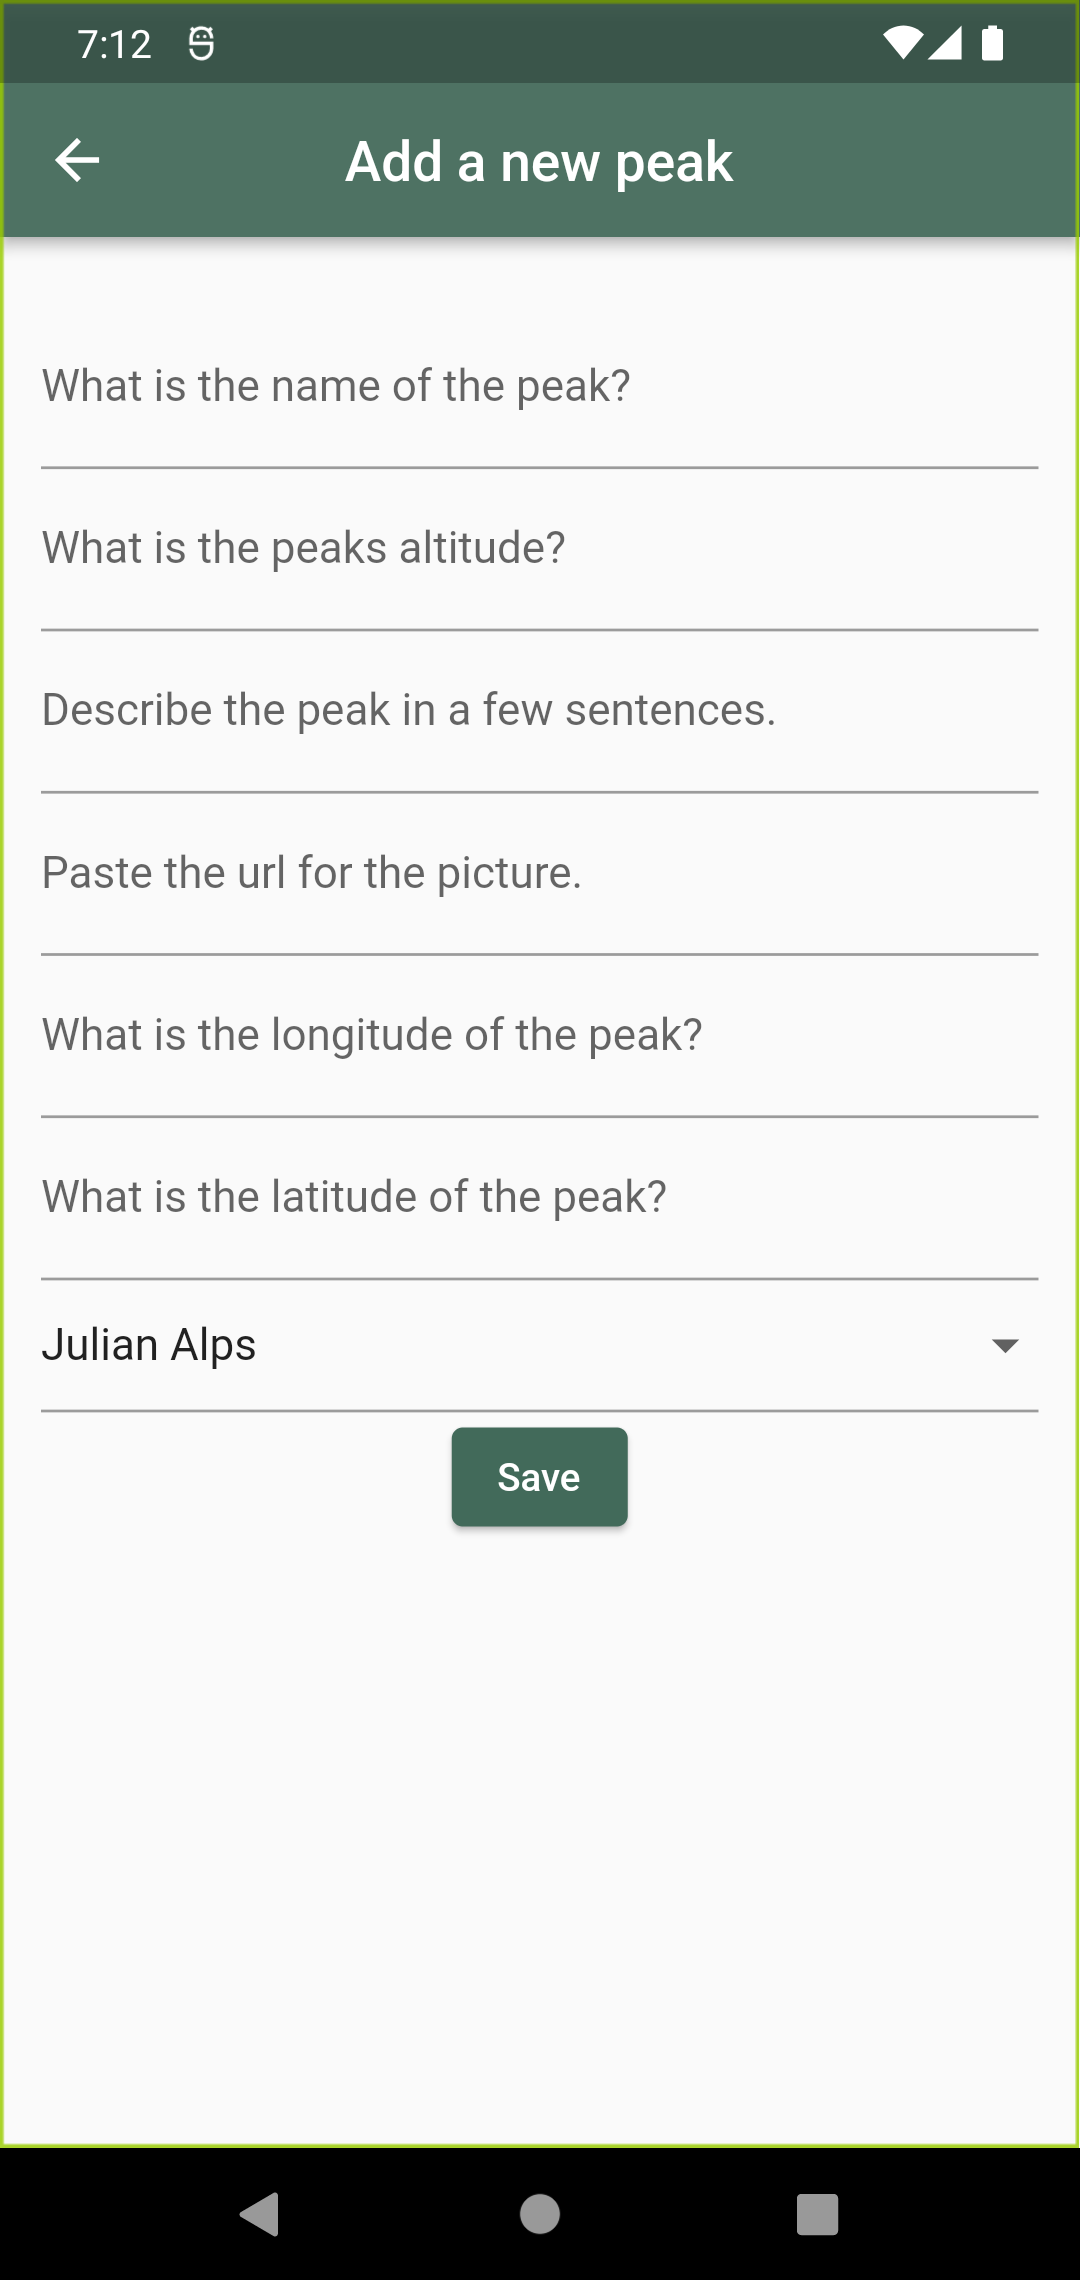 7:12
Add a new peak
What is the name of the peak?
What is the peaks altitude?
Describe the peak in a few sentences.
Paste the url for the picture.
What is the longitude of the peak?
What is the latitude of the peak?
Julian Alps
Save